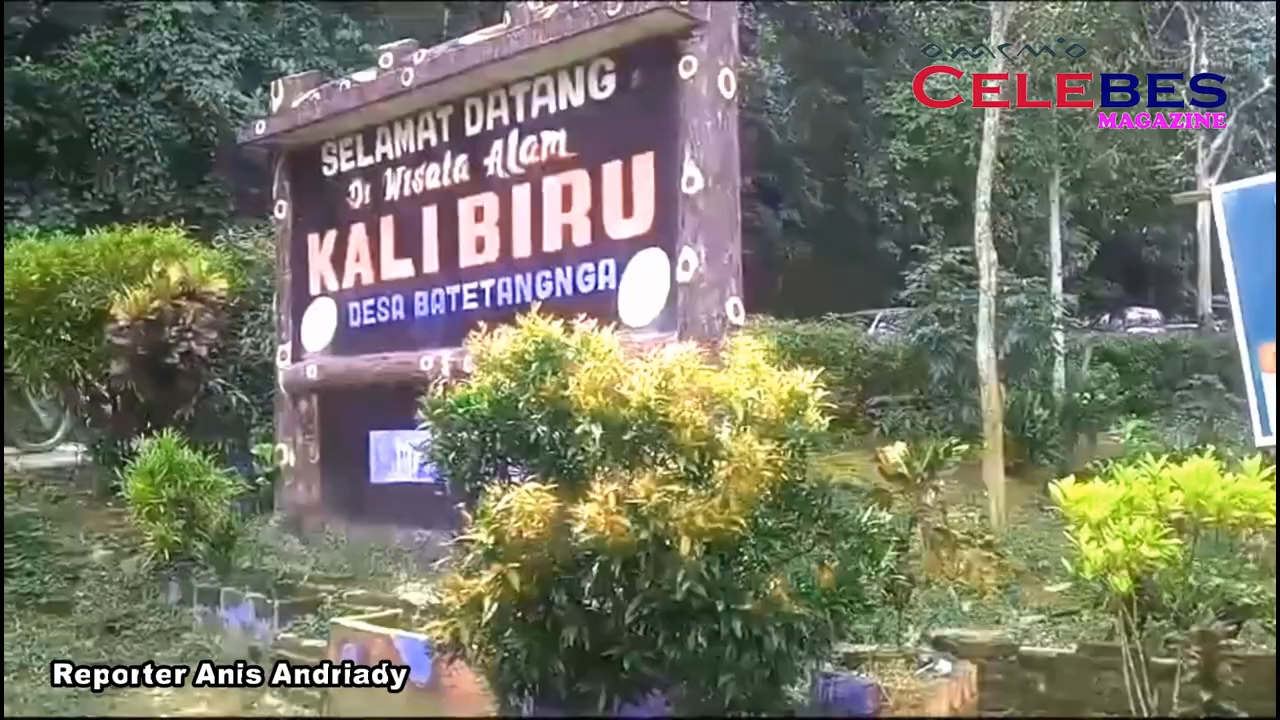 SELAMAT DATANG
Di Wisata Alam
KALI BIRU
DESA BATETANGNGA
CELEBES
MAGAZINE
Reporter Anis Andriady